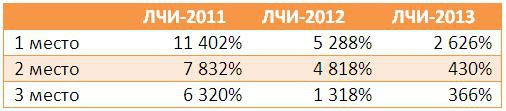 ЛЧИ-2011 ЛЧИ-2012 ЛЧИ-2013
1 место 11 402% 5 288% 2 626%
2 место 7 832% 4 818% 430%
3 место 6 320% 1 318% 366%